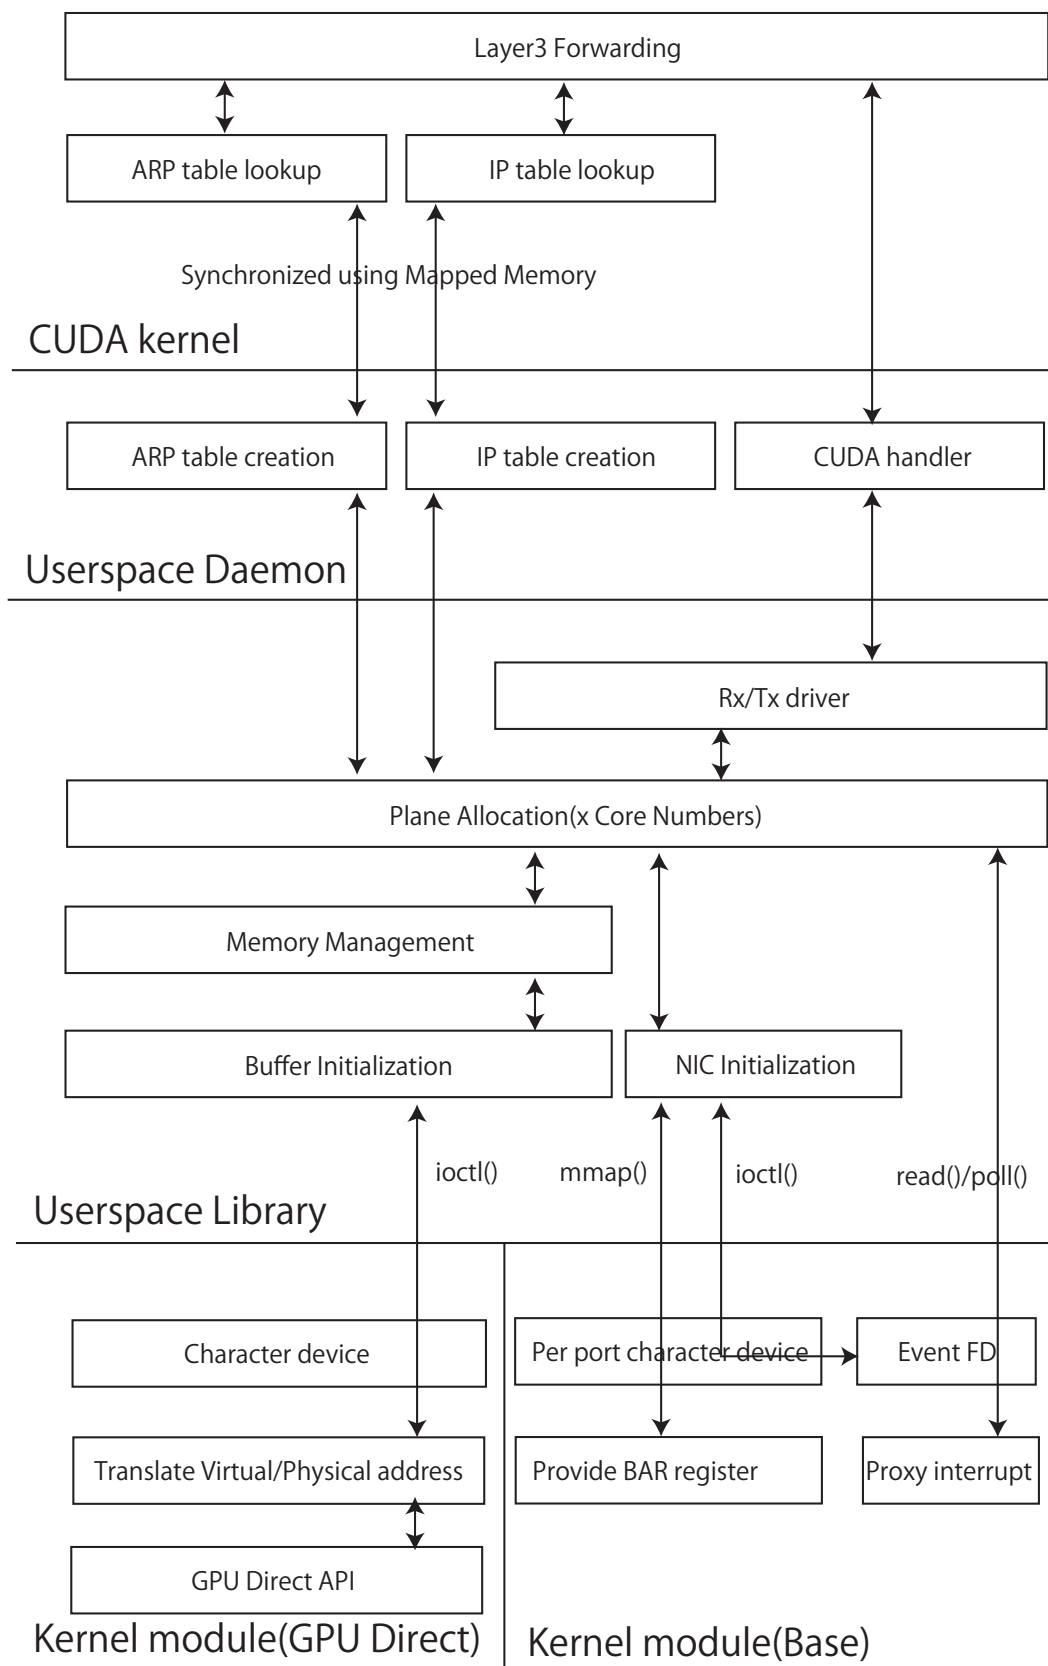 Layer3 Forwarding
ARP table lookup
IP table lookup
Synchronized using Mapped Memory
CUDA kernel
ARP table creation
IP table creation
CUDA handler
Userspace Daemon
Rx/Tx driver
Plane Allocation(x Core Numbers)
Memory Management
Buffer Initialization
NIC Initialization
ioctl()
mmap()
ioctl()
read()/poll()
Userspace Library
Character device
Per port character device
Event FD
Translate Virtual/Physical address
Provide BAR register
Proxy interrupt
GPU Direct API
Kernel module(GPU Direct)
Kernel module(Base)